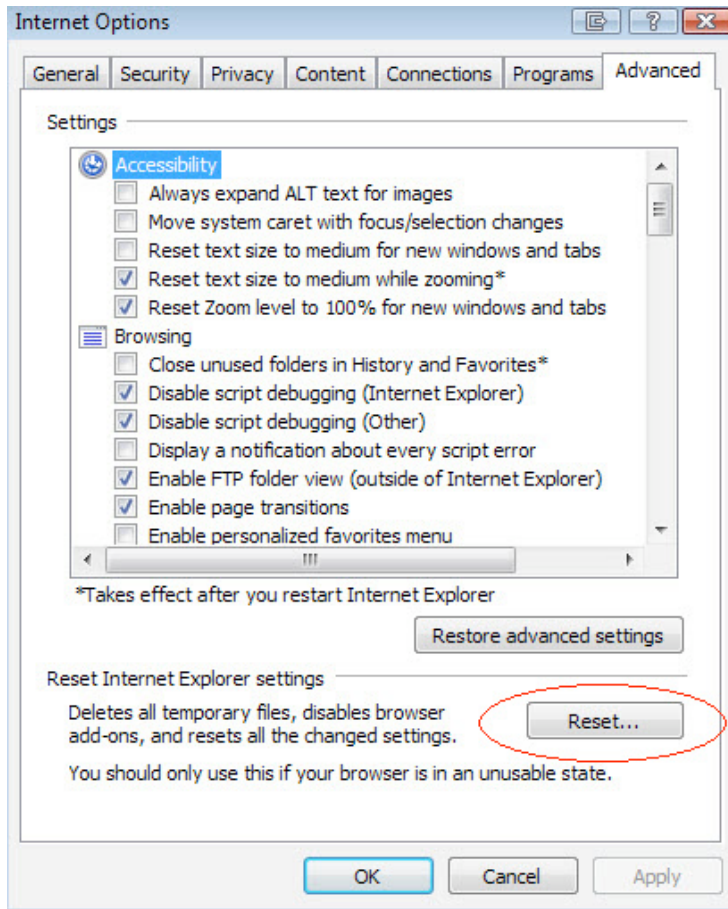 Internet Options
General Security Privacy Content Connections Programs Advanced
Settings
Accessibility
Always expand ALT text for images
Move system caret with focus/selection changes
Reset text size to medium for new windows and tabs
Reset text size to medium while zooming*
Reset Zoom level to 100% for new windows and tabs
Browsing
Close unused folders in History and Favorites*
Disable script debugging (Internet Explorer)
Disable script debugging (Other)
Display a notification about every script error
Enable FTP folder view (outside of Internet Explorer)
Enable page transitions
Enable personalized favorites menu
*Takes effect after you restart Internet Explorer
Restore advanced settings
Reset Internet Explorer settings
Deletes all temporary files, disables browser
add-ons, and resets all the changed settings.
Reset...
You should only use this if your browser is in an unusable state.
OK Cancel Apply